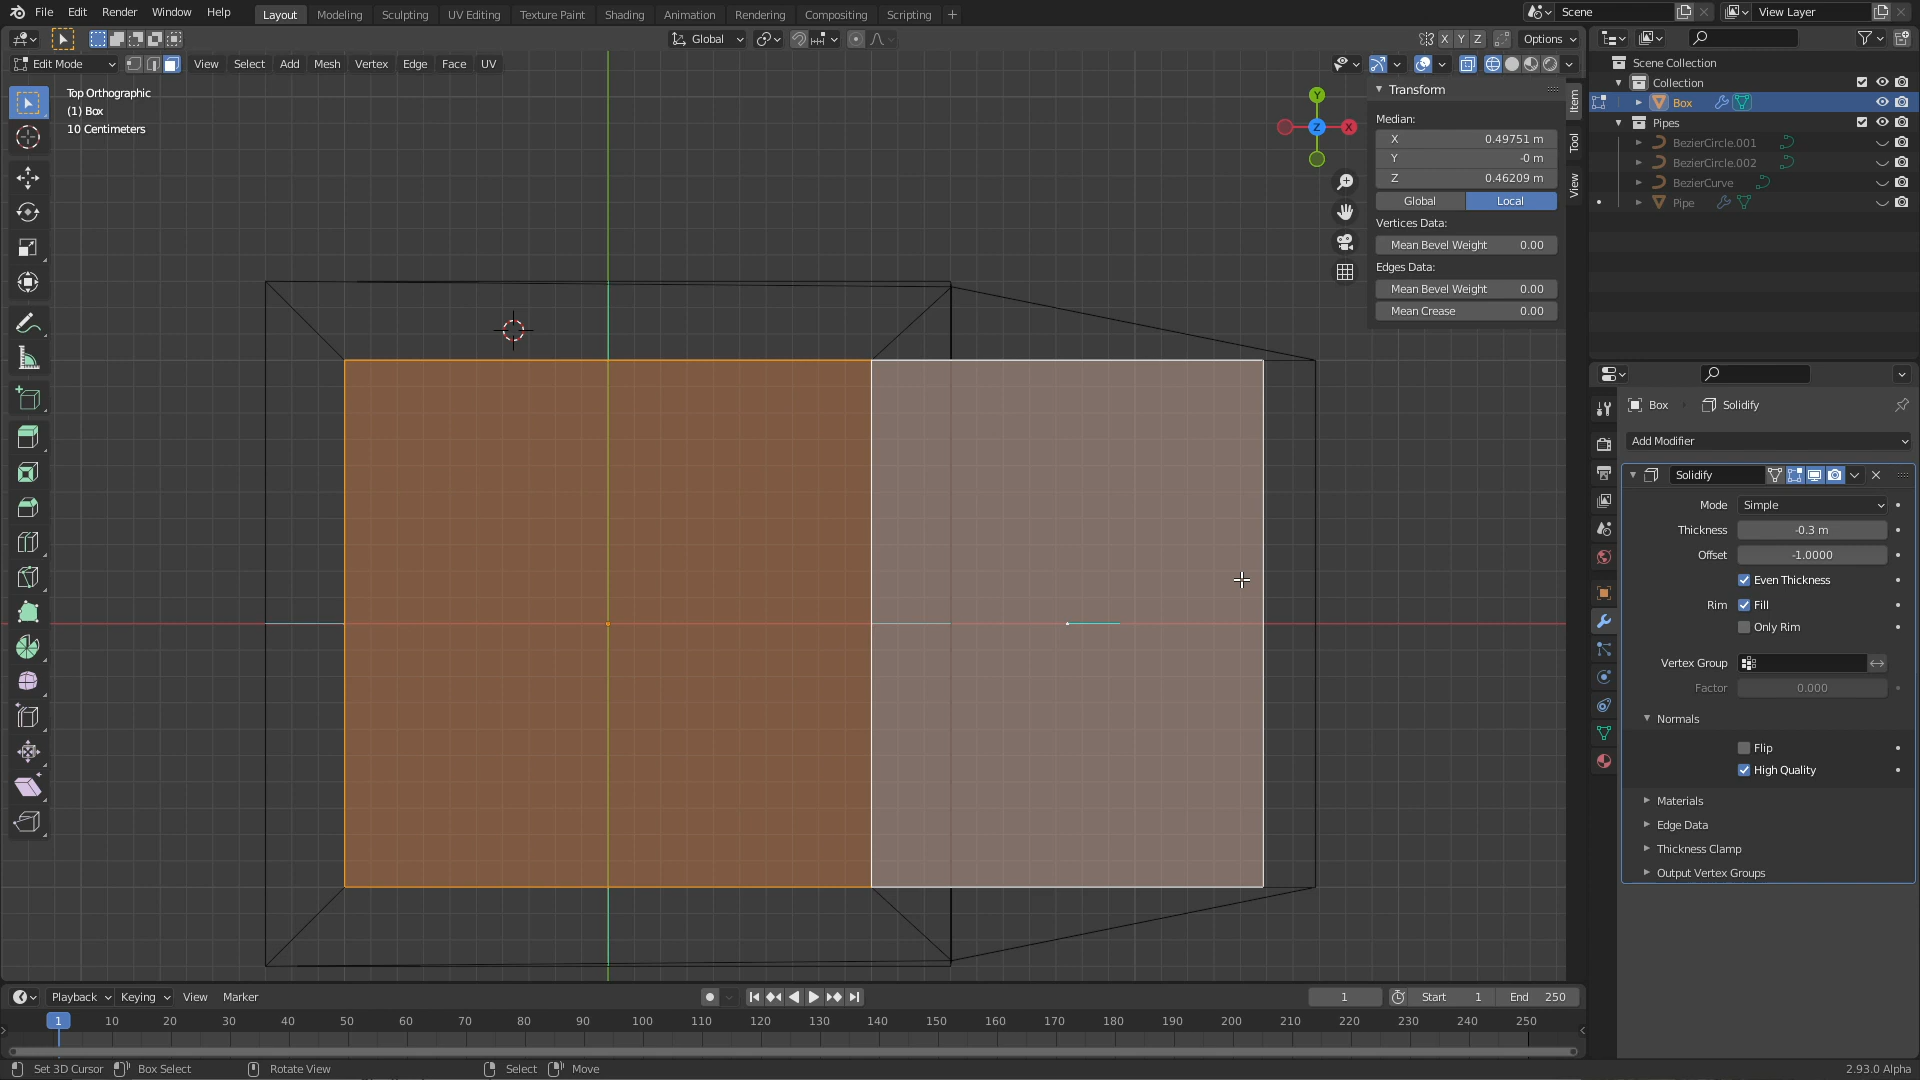 File Edit Render Window Help Layout Modeling Sculpting UV Editing Texture Paint Shading Animation Rendering Compositing Scripting + Scene View Layer
Global X Y Z Options
Edit Mode View Select Add Mesh Vertex Edge Face UV
Top Orthographic
(1) Box
10 Centimeters
Y
X
Z
Transform
Median:
X 0.49751 m
Y -0 m
Z 0.46209 m
Global Local
Vertices Data:
Mean Bevel Weight 0.00
Edges Data:
Mean Bevel Weight 0.00
Mean Crease 0.00
Item
Tool
View
Scene Collection
Collection
Box
Pipes
BezierCircle.001
BezierCircle.002
BezierCurve
Pipe
Box Solidify
Add Modifier
Solidify
Mode Simple
Thickness -0.3 m
Offset -1.0000
Even Thickness
Rim Fill
Only Rim
Vertex Group
Factor 0.000
Normals
Flip
High Quality
Materials
Edge Data
Thickness Clamp
Output Vertex Groups
Playback Keying View Marker 1 Start 1 End 250
1 10 20 30 40 50 60 70 80 90 100 110 120 130 140 150 160 170 180 190 200 210 220 230 240 250
Set 3D Cursor Box Select Rotate View Select Move 2.93.0 Alpha